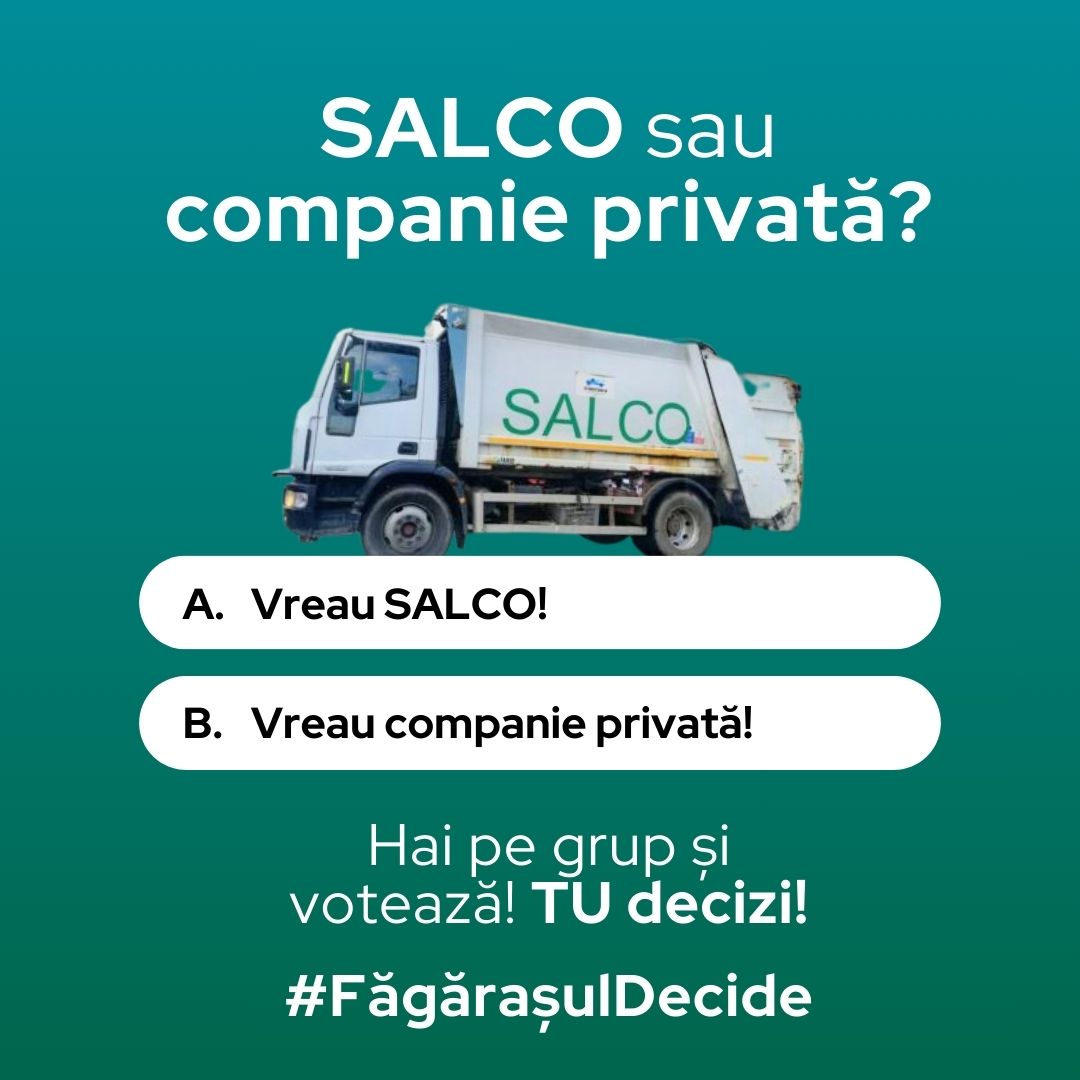 SALCO sau
companie privată?
SALCO
A. Vreau SALCO!
B. Vreau companie privată!
Hai pe grup și
votează! TU decizi!
#FăgărașulDecide